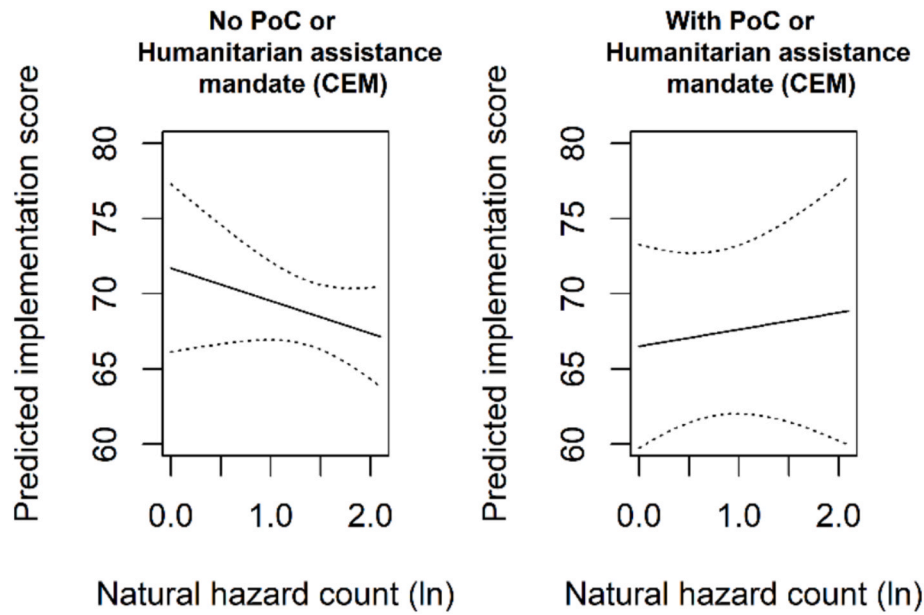 No PoC or
Humanitarian assistance
mandate (CEM)
Predicted implementation score
80
75
70
65
60
0.0 1.0 2.0
Natural hazard count (ln)
With PoC or
Humanitarian assistance
mandate (CEM)
Predicted implementation score
80
75
70
65
60
0.0 1.0 2.0
Natural hazard count (ln)